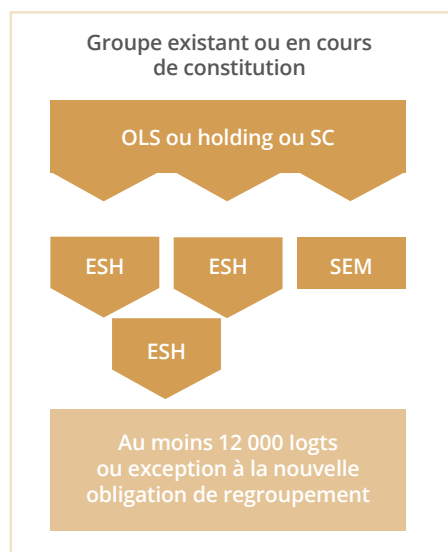 Groupe existant ou en cours
de constitution
OLS ou holding ou SC
ESH
ESH
SEM
ESH
Au moins 12 000 logts
ou exception à la nouvelle
obligation de regroupement